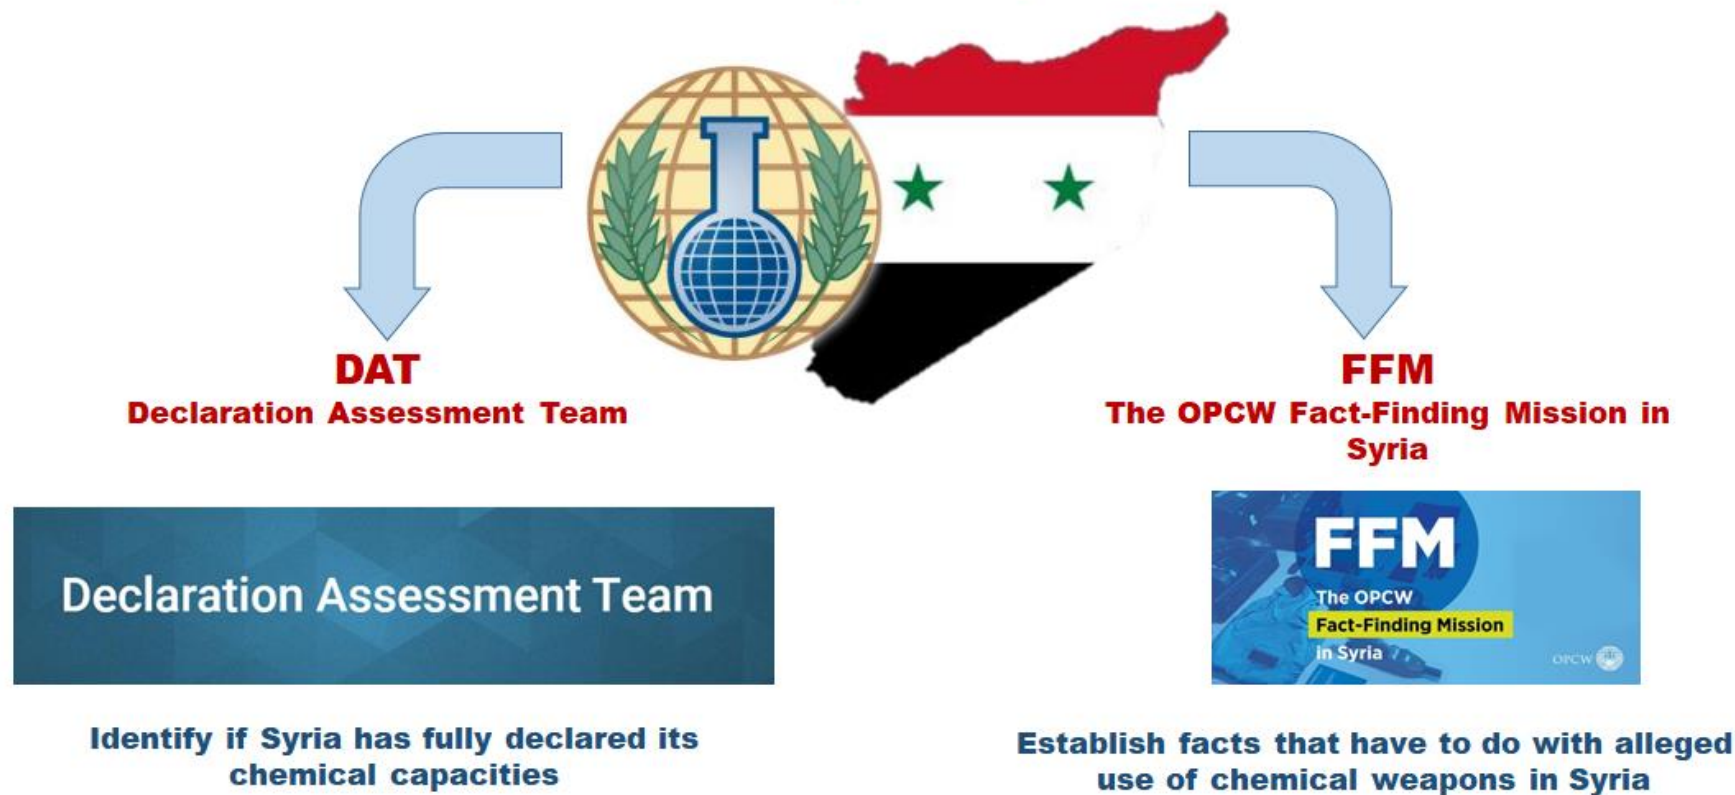 DAT
Declaration Assessment Team
FFM
The OPCW Fact-Finding Mission in
Syria
Declaration Assessment Team
FFM
The OPCW
Fact-Finding Mission
in Syria
OPCW
Identify if Syria has fully declared its
chemical capacities
Establish facts that have to do with alleged
use of chemical weapons in Syria